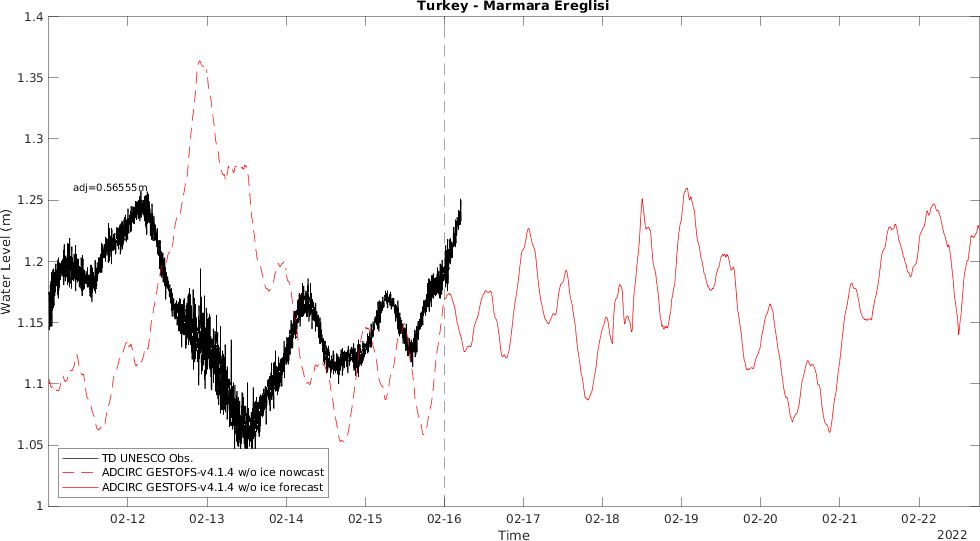 Turkey - Marmara Ereglisi
1.4
1.35
1.3
1.25
1.2
1.15
1.1
1.05
1
Water Level (m)
adj=0.56555m
TD UNESCO Obs.
ADCIRC GESTOFS-v4.1.4 w/o ice nowcast
ADCIRC GESTOFS-v4.1.4 w/o ice forecast
02-12 02-13 02-14 02-15 02-16 02-17 02-18 02-19 02-20 02-21 02-22
Time
2022